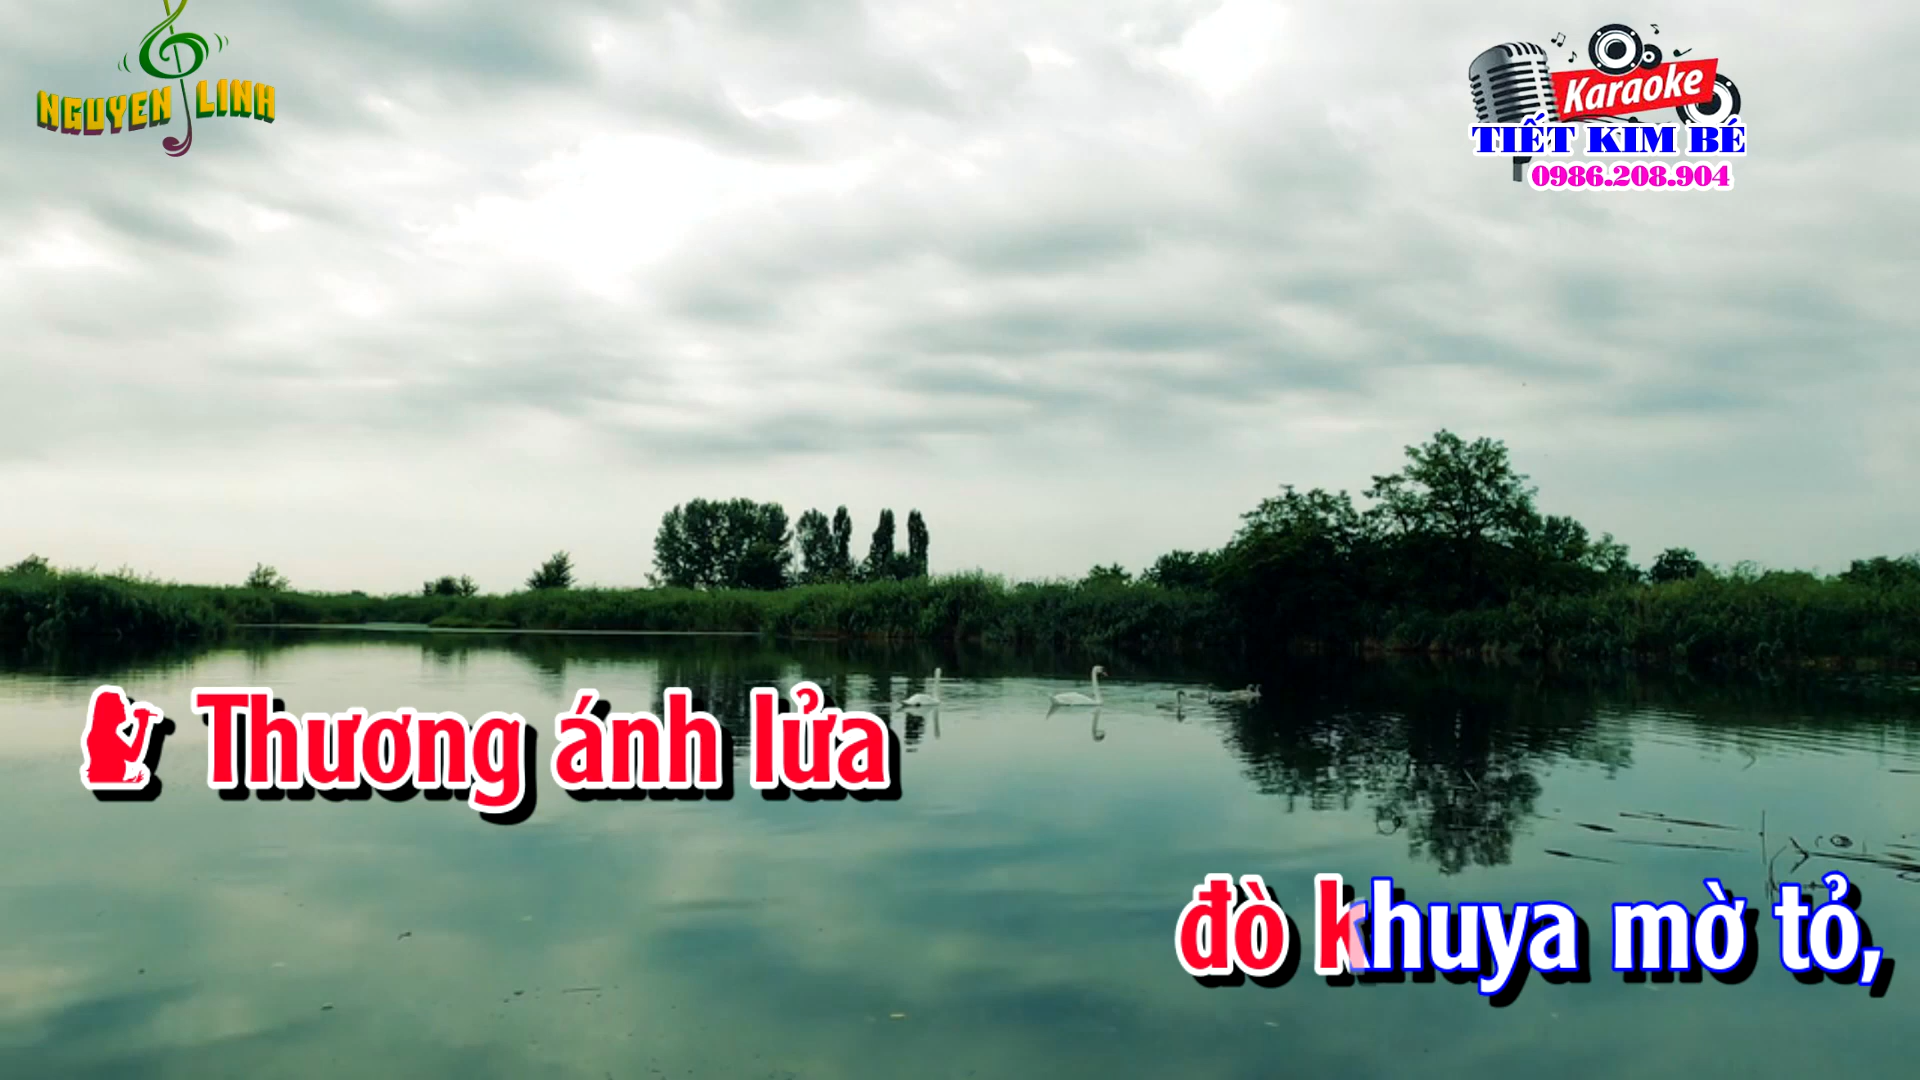 NGUYEN LINH
Karaoke
TIẾT KIM BÉ
0986.208.904
Thương ánh lửa
đò khuya mờ tỏ,